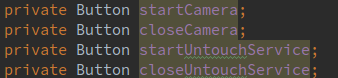 private Button startCamera;
private Button closeCamera;
private Button startUntouchService;
private Button closeUntouchService;